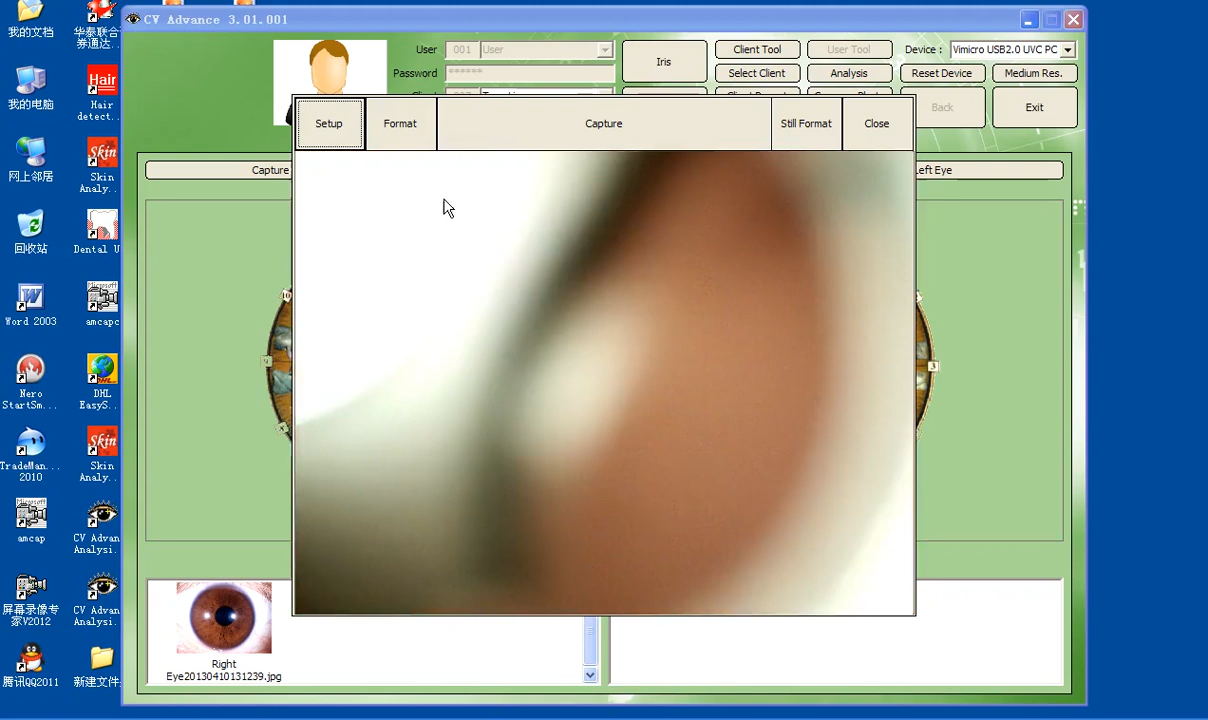 我的文档
华泰联合
券通达...
我的电脑
Hair
Hair
detect...
网上邻居
Skin
Skin
Analy...
回收站
Dental U
Word 2003
amcapc
Nero
StartSm...
DHL
DHL
EasyS...
TradeMan...
2010
Skin
Skin
Analy...
Microsoft
amcap
CV Advan
Analysi...
屏幕录像专
家V2012
CV Advan
Analysi...
腾讯QQ2011
新建文件
CV Advance 3.01.001
User
001
User
Password
******
Iris
Client Tool
User Tool
Device :
Vimicro USB2.0 UVC PC
Select Client
Analysis
Reset Device
Medium Res.
Back
Exit
Setup
Format
Capture
Still Format
Close
Capture
Left Eye
Right
Eye20130410131239.jpg